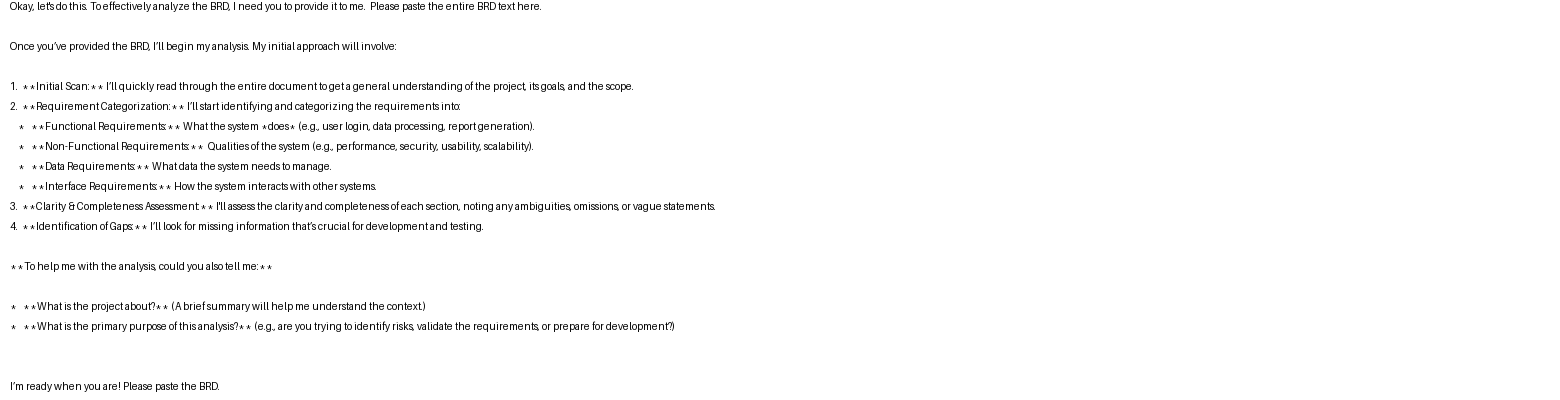 Okay, let's do this. To effectively analyze the BRD, I need you to provide it to me.  Please paste the entire BRD text here.
Once you've provided the BRD, I'll begin my analysis. My initial approach will involve:
1.  **Initial Scan:** I'll quickly read through the entire document to get a general understanding of the project, its goals, and the scope.
2.  **Requirement Categorization:** I'll start identifying and categorizing the requirements into:
    *   **Functional Requirements:** What the system *does* (e.g., user login, data processing, report generation).
    *   **Non-Functional Requirements:**  Qualities of the system (e.g., performance, security, usability, scalability).
    *   **Data Requirements:** What data the system needs to manage.
    *   **Interface Requirements:** How the system interacts with other systems.
3.  **Clarity & Completeness Assessment:** I'll assess the clarity and completeness of each section, noting any ambiguities, omissions, or vague statements.
4.  **Identification of Gaps:** I'll look for missing information that's crucial for development and testing.
**To help me with the analysis, could you also tell me:**
*   **What is the project about?** (A brief summary will help me understand the context.)
*   **What is the primary purpose of this analysis?** (e.g., are you trying to identify risks, validate the requirements, or prepare for development?)
I'm ready when you are! Please paste the BRD.